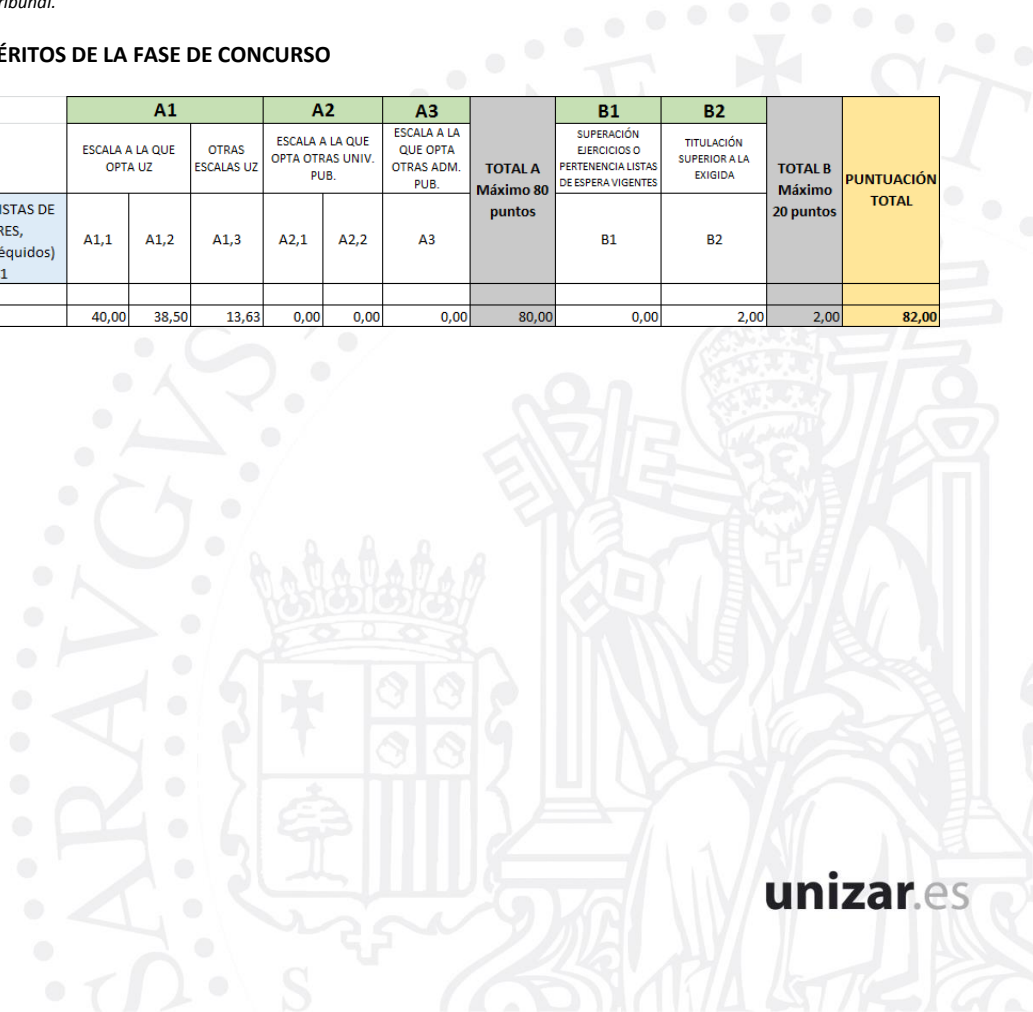 ribunal.
ÉRITOS DE LA FASE DE CONCURSO
A1 A2 A3 B1 B2
ESCALA A LA QUE OPTA UZ
OTRAS ESCALAS UZ
ESCALA A LA QUE OPTA OTRAS UNIV. PUB.
ESCALA A LA QUE OPTA OTRAS ADM. PUB.
TOTAL A
Máximo 80
puntos
SUPERACIÓN EJERCICIOS O PERTENENCIA LISTAS DE ESPERA VIGENTES
TITULACIÓN SUPERIOR A LA EXIGIDA
TOTAL B
Máximo
20 puntos
PUNTUACIÓN
TOTAL
ISTAS DE
RES,
équidos)
1
A1,1 A1,2 A1,3 A2,1 A2,2 A3 B1 B2
40,00 38,50 13,63 0,00 0,00 0,00 80,00 0,00 2,00 2,00 82,00
unizar.es